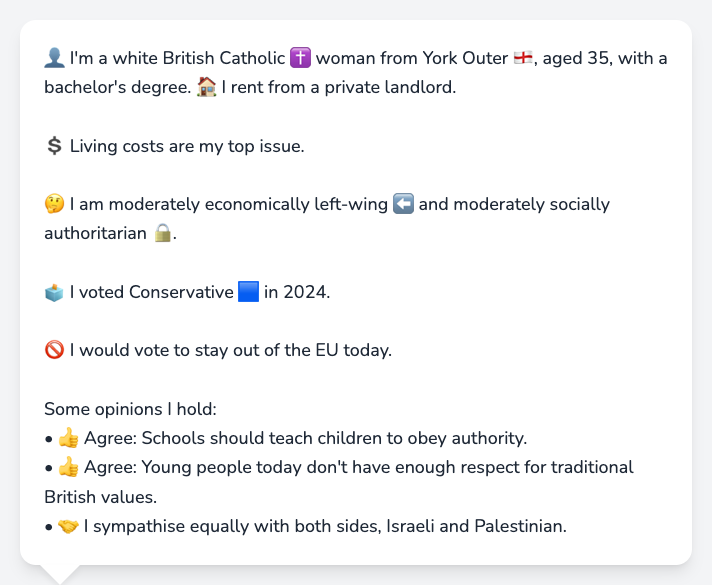 👤 I'm a white British Catholic ✝️ woman from York Outer 🏴󠁧󠁢󠁥󠁮󠁧󠁿, aged 35, with a
bachelor's degree. 🏠 I rent from a private landlord.
💲 Living costs are my top issue.
🤔 I am moderately economically left-wing ⬅️ and moderately socially
authoritarian 🔒.
🗳️ I voted Conservative 🟦 in 2024.
🚫 I would vote to stay out of the EU today.
Some opinions I hold:
• 👍 Agree: Schools should teach children to obey authority.
• 👍 Agree: Young people today don't have enough respect for traditional
British values.
• 🤝 I sympathise equally with both sides, Israeli and Palestinian.